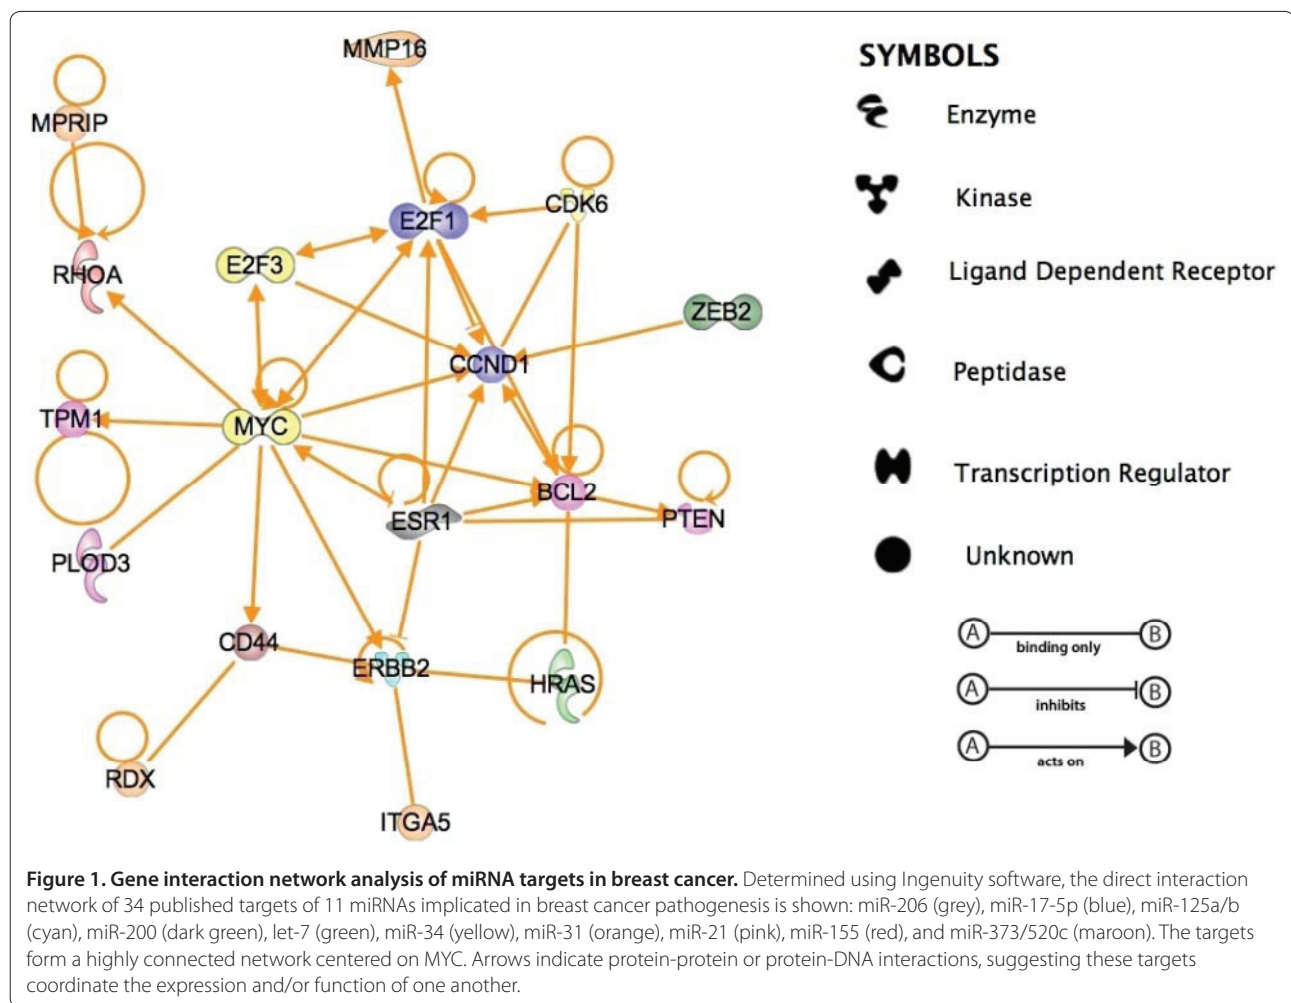 MMP16
MPRIP
E2F1
CDK6
E2F3
RHOA
ZEB2
CCND1
TPM1
MYC
BCL2
ESR1
PTEN
PLOD3
CD44
ERBB2
HRAS
RDX
ITGA5
SYMBOLS
Enzyme
Kinase
Ligand Dependent Receptor
Peptidase
Transcription Regulator
Unknown
A binding only B
A inhibits B
A acts on B
Figure 1. Gene interaction network analysis of miRNA targets in breast cancer. Determined using Ingenuity software, the direct interaction
network of 34 published targets of 11 miRNAs implicated in breast cancer pathogenesis is shown: miR-206 (grey), miR-17-5p (blue), miR-125a/b
(cyan), miR-200 (dark green), let-7 (green), miR-34 (yellow), miR-31 (orange), miR-21 (pink), miR-155 (red), and miR-373/520c (maroon). The targets
form a highly connected network centered on MYC. Arrows indicate protein-protein or protein-DNA interactions, suggesting these targets
coordinate the expression and/or function of one another.